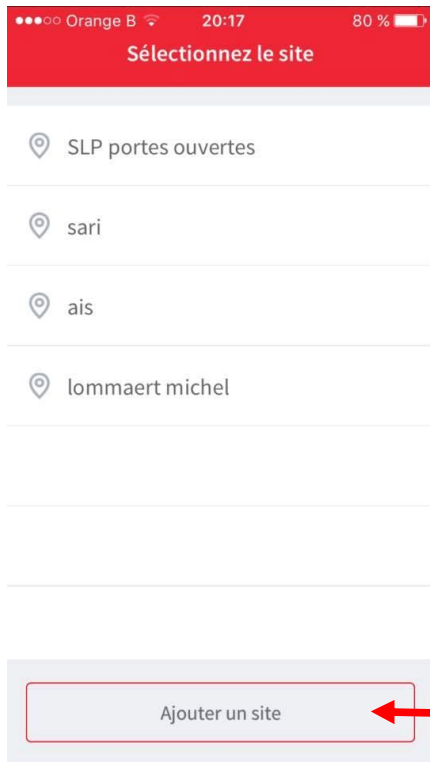 Orange B 20:17 80 %
Sélectionnez le site
SLP portes ouvertes
sari
ais
lommaert michel
Ajouter un site